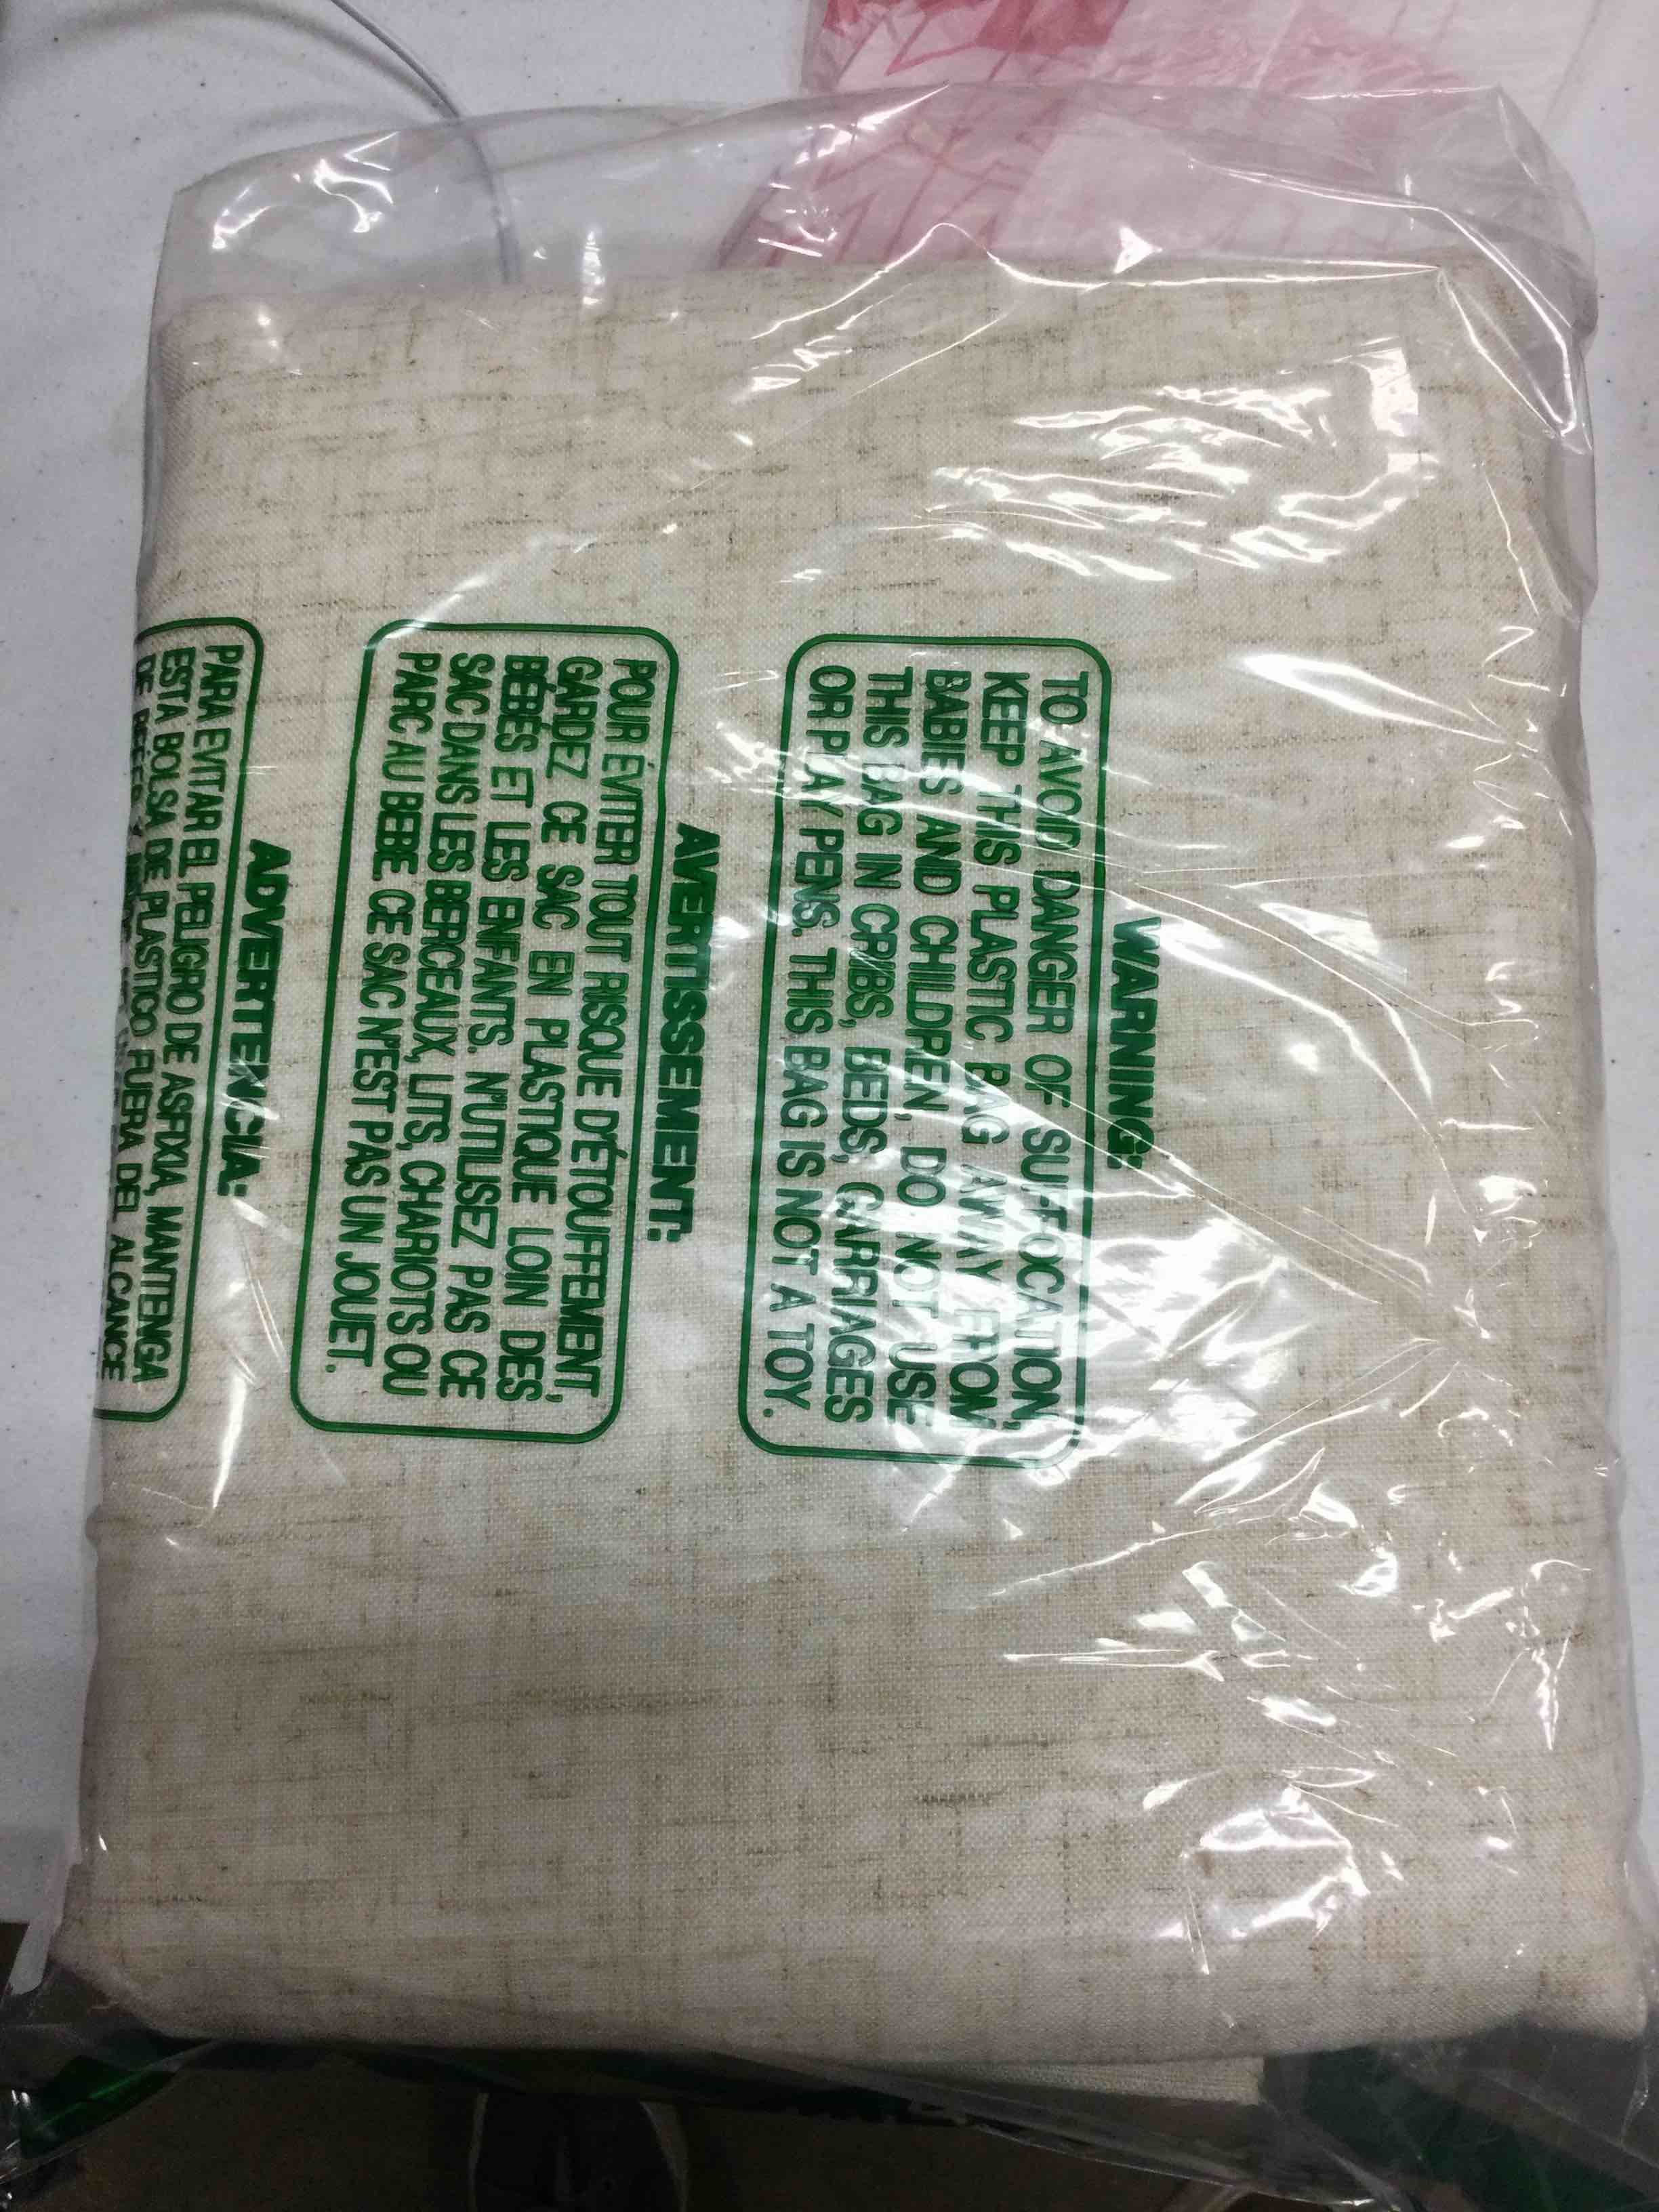 WARNING:
TO AVOID DANGER OF SUFFOCATION,
KEEP THIS PLASTIC BAG AWAY FROM
BABIES AND CHILDREN, DO NOT USE
THIS BAG IN CRIBS, BEDS, CARRIAGES
OR PLAY PENS. THIS BAG IS NOT A TOY.
AVERTISSEMENT:
POUR ÉVITER TOUT RISQUE D'ÉTOUFFEMENT,
GARDEZ CE SAC EN PLASTIQUE LOIN DES
BÉBÉS ET LES ENFANTS. N'UTILISEZ PAS CE
SAC DANS LES BERCEAUX, LITS, CHARIOTS OU
PARC AU BEBE CE SAC N'EST PAS UN JOUET.
ADVERTENCIA:
PARA EVITAR EL PELIGRO DE ASFIXIA, MANTENGA
ESTA BOLSA DE PLASTICO FUERA DEL ALCANCE